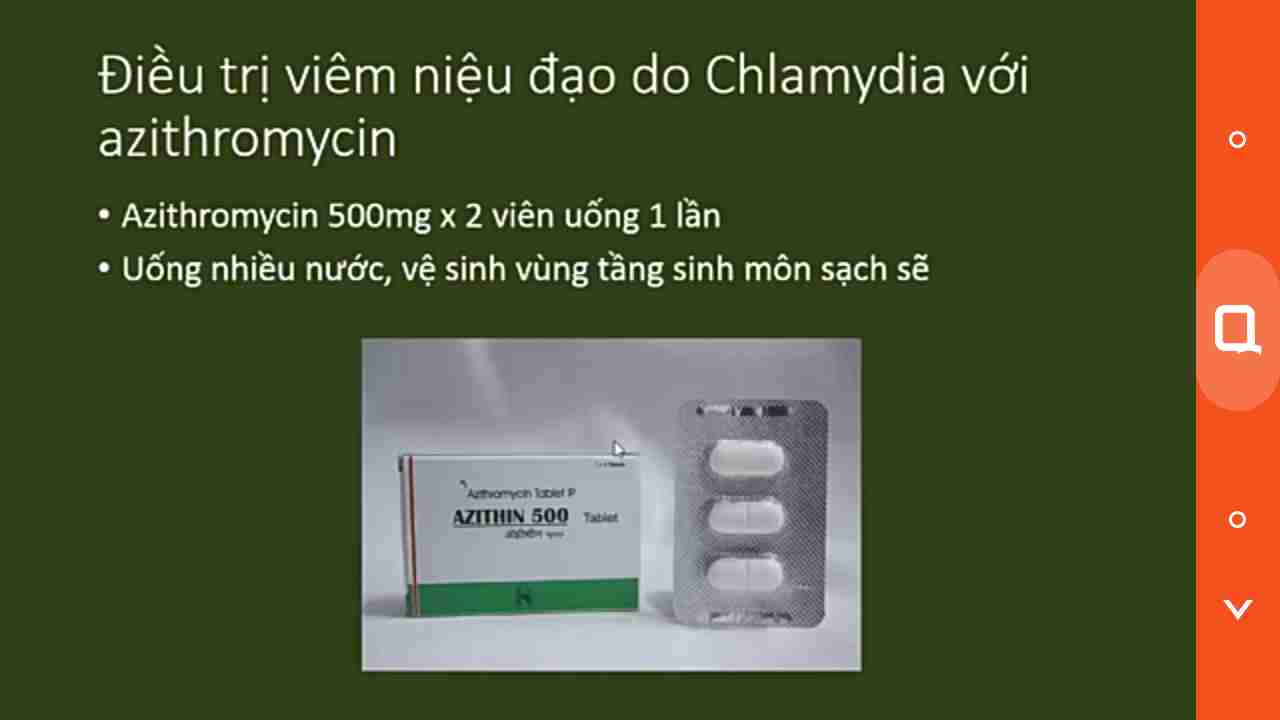 Điều trị viêm niệu đạo do Chlamydia với
azithromycin
• Azithromycin 500mg x 2 viên uống 1 lần
• Uống nhiều nước, vệ sinh vùng tầng sinh môn sạch sẽ
Azithromycin Tablet IP
AZITHIN 500 Tablet